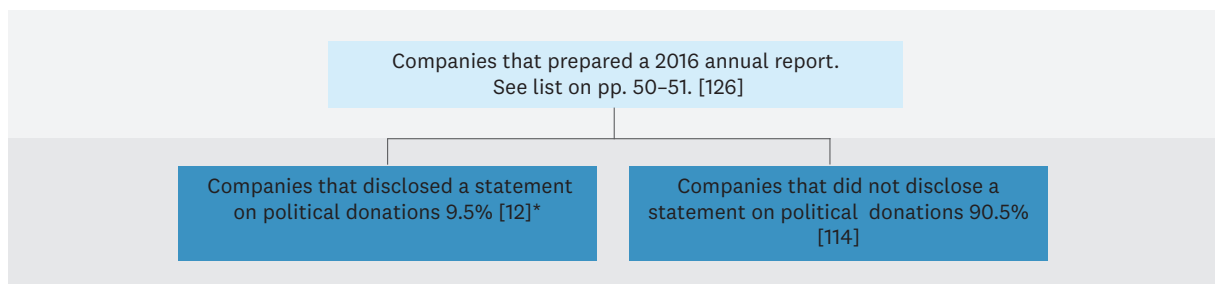 Companies that prepared a 2016 annual report.
See list on pp. 50–51. [126]
Companies that disclosed a statement
on political donations 9.5% [12]*
Companies that did not disclose a
statement on political donations 90.5%
[114]